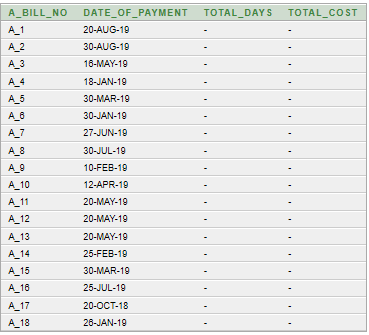 A_BILL_NO DATE_OF_PAYMENT TOTAL_DAYS TOTAL_COST
A_1 20-AUG-19 - -
A_2 30-AUG-19 - -
A_3 16-MAY-19 - -
A_4 18-JAN-19 - -
A_5 30-MAR-19 - -
A_6 30-JAN-19 - -
A_7 27-JUN-19 - -
A_8 30-JUL-19 - -
A_9 10-FEB-19 - -
A_10 12-APR-19 - -
A_11 20-MAY-19 - -
A_12 20-MAY-19 - -
A_13 20-MAY-19 - -
A_14 25-FEB-19 - -
A_15 30-MAR-19 - -
A_16 25-JUL-19 - -
A_17 20-OCT-18 - -
A_18 26-JAN-19 - -